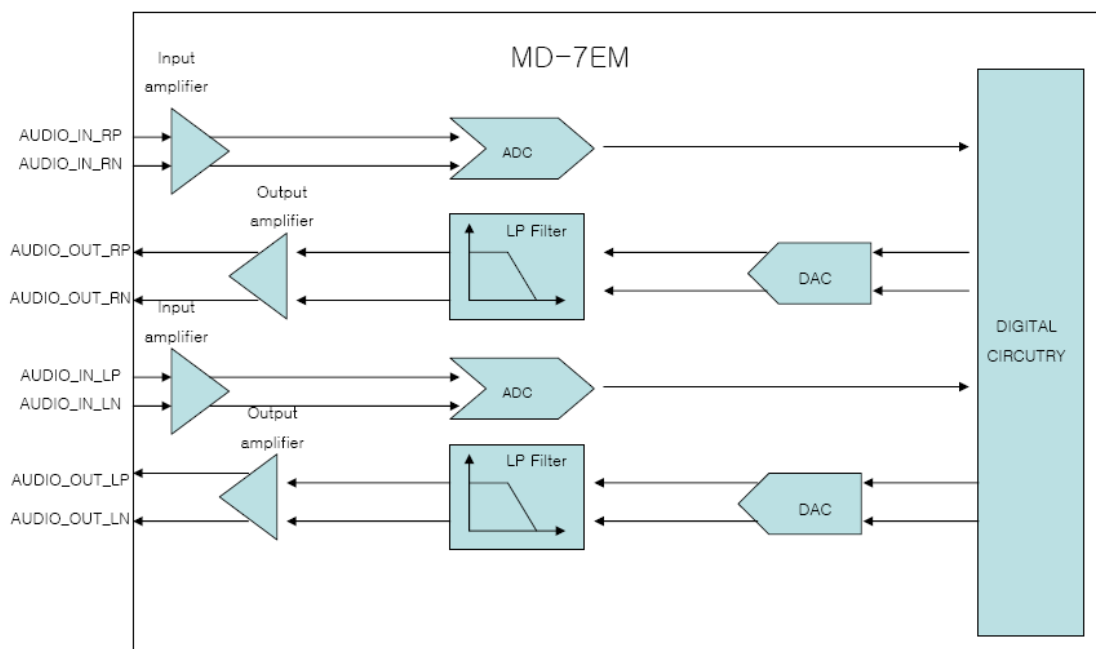 MD-7EM
Input
amplifier
AUDIO_IN_RP
AUDIO_IN_RN
ADC
Output
amplifier
AUDIO_OUT_RP
AUDIO_OUT_RN
LP Filter
DAC
Input
amplifier
AUDIO_IN_LP
AUDIO_IN_LN
ADC
Output
amplifier
AUDIO_OUT_LP
AUDIO_OUT_LN
LP Filter
DAC
DIGITAL
CIRCUTRY